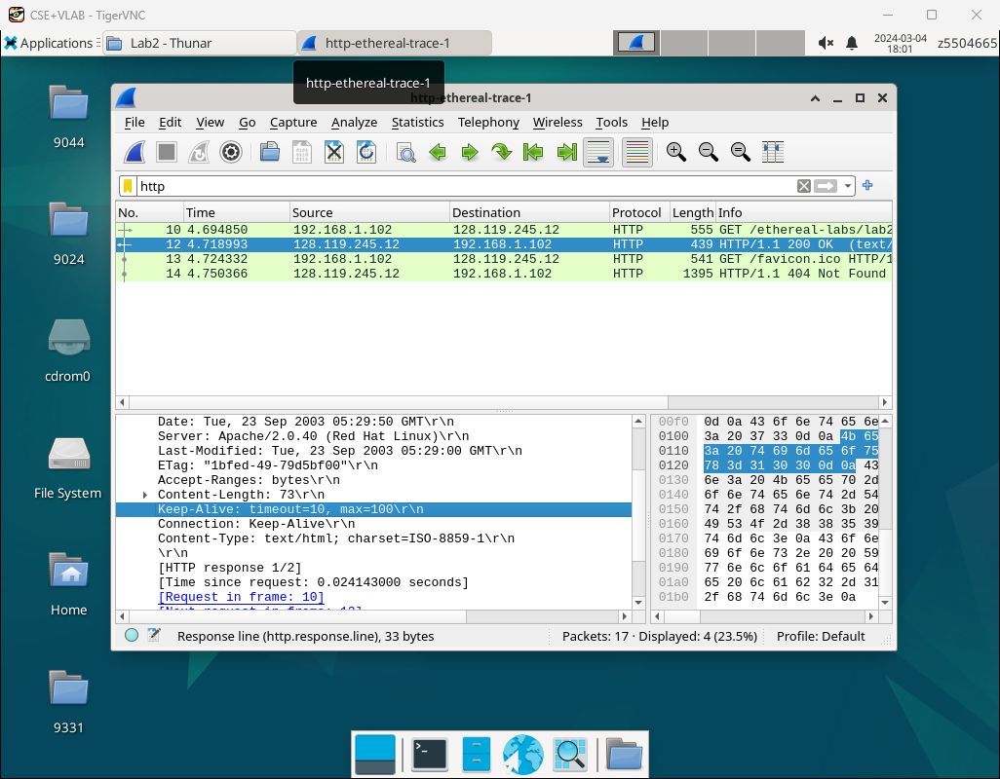 CSE+VLAB - TigerVNC
Applications Lab2 - Thunar http-ethereal-trace-1 2024-03-04 18:01 z5504665
http-ethereal-trace-1
http-ethereal-trace-1
File Edit View Go Capture Analyze Statistics Telephony Wireless Tools Help
http
No. Time Source Destination Protocol Length Info
10 4.694850 192.168.1.102 128.119.245.12 HTTP 555 GET /ethereal-labs/lab2
12 4.718993 128.119.245.12 192.168.1.102 HTTP 439 HTTP/1.1 200 OK (text/
13 4.724332 192.168.1.102 128.119.245.12 HTTP 541 GET /favicon.ico HTTP/1
14 4.750366 128.119.245.12 192.168.1.102 HTTP 1395 HTTP/1.1 404 Not Found
Date: Tue, 23 Sep 2003 05:29:50 GMT\r\n
Server: Apache/2.0.40 (Red Hat Linux)\r\n
Last-Modified: Tue, 23 Sep 2003 05:29:00 GMT\r\n
ETag: "1bfed-49-79d5bf00"\r\n
Accept-Ranges: bytes\r\n
Content-Length: 73\r\n
Keep-Alive: timeout=10, max=100\r\n
Connection: Keep-Alive\r\n
Content-Type: text/html; charset=ISO-8859-1\r\n
\r\n
[HTTP response 1/2]
[Time since request: 0.024143000 seconds]
[Request in frame: 10]
[Next request in frame: 13]
00f0 0d 0a 43 6f 6e 74 65 6e
0100 3a 20 37 33 0d 0a 4b 65
0110 3a 20 74 69 6d 65 6f 75
0120 78 3d 31 30 30 0d 0a 43
0130 6e 3a 20 4b 65 65 70 2d
0140 6f 6e 74 65 6e 74 2d 54
0150 74 2f 68 74 6d 6c 3b 20
0160 49 53 4f 2d 38 38 35 39
0170 74 6d 6c 3e 0a 43 6f 6e
0180 69 6f 6e 73 2e 20 20 59
0190 77 6e 6c 6f 61 64 65 64
01a0 65 20 6c 61 62 32 2d 31
01b0 2f 68 74 6d 6c 3e 0a
Response line (http.response.line), 33 bytes Packets: 17 · Displayed: 4 (23.5%) Profile: Default
9044
9024
cdrom0
File System
Home
9331